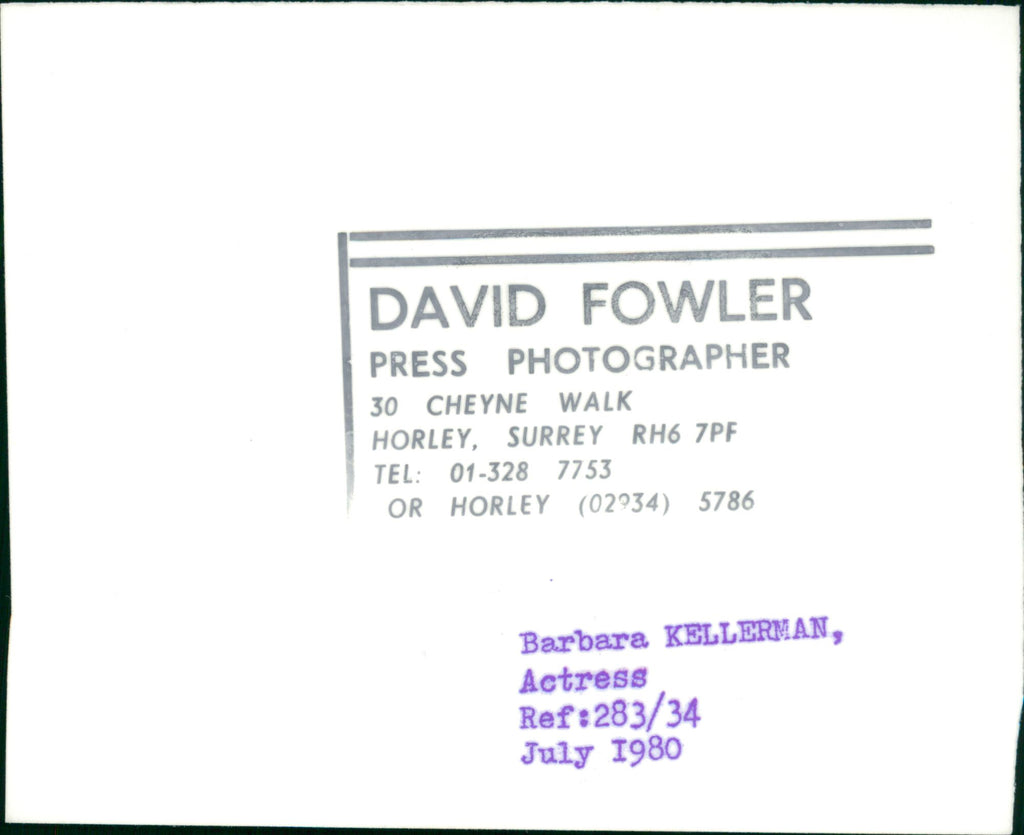 DAVID FOWLER
PRESS PHOTOGRAPHER
30 CHEYNE WALK
HORLEY, SURREY RH6 7PF
TEL: 01-328 7753
OR HORLEY (02934) 5786
Barbara KELLERMAN,
Actress
Ref:283/34
July I980